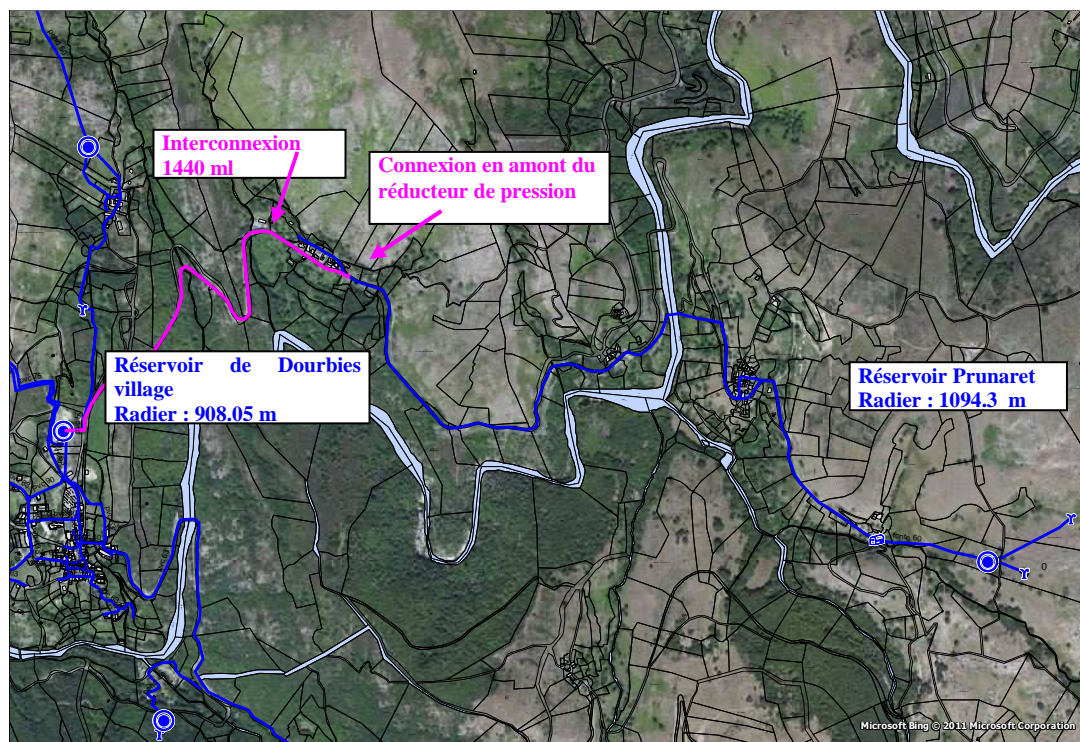 Interconnexion
1440 ml
Connexion en amont du
réducteur de pression
Réservoir de Dourbies
village
Radier : 908.05 m
Réservoir Prunaret
Radier : 1094.3 m
0
Microsoft Bing © 2011 Microsoft Corporation